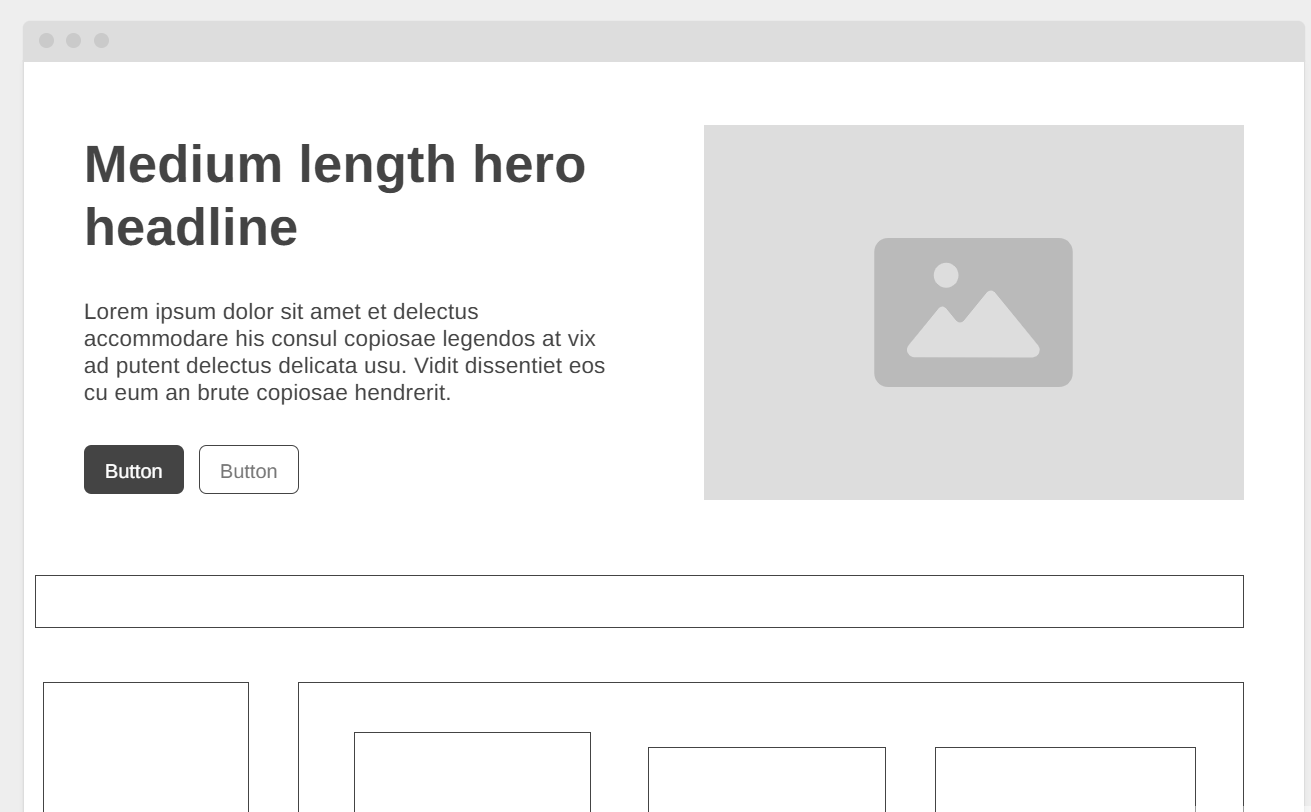 Medium length hero
headline
Lorem ipsum dolor sit amet et delectus
accommodare his consul copiosae legendos at vix
ad putent delectus delicata usu. Vidit dissentiet eos
cu eum an brute copiosae hendrerit.
Button Button